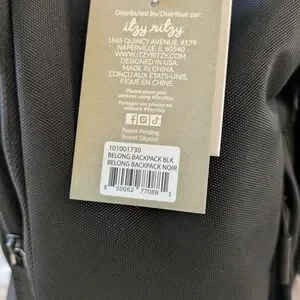 Distributed by/Distribué par:
itzy ritzy
1665 QUINCY AVENUE, #179
NAPERVILLE, IL 60540
WWW.ITZYRITZY.COM
DESIGNED IN USA.
MADE IN CHINA.
CONÇU AUX ETATS-UNIS.
FIQUÉ EN CHINE.
Please share your
pictures using #itzyritzy
Partagez vos photos en
utilisant #itzyritzy
Patent Pending
Brevet Déposé
101001730
BELONG BACKPACK BLK
BELONG BACKPACK NOIR
8 50062 77088 1